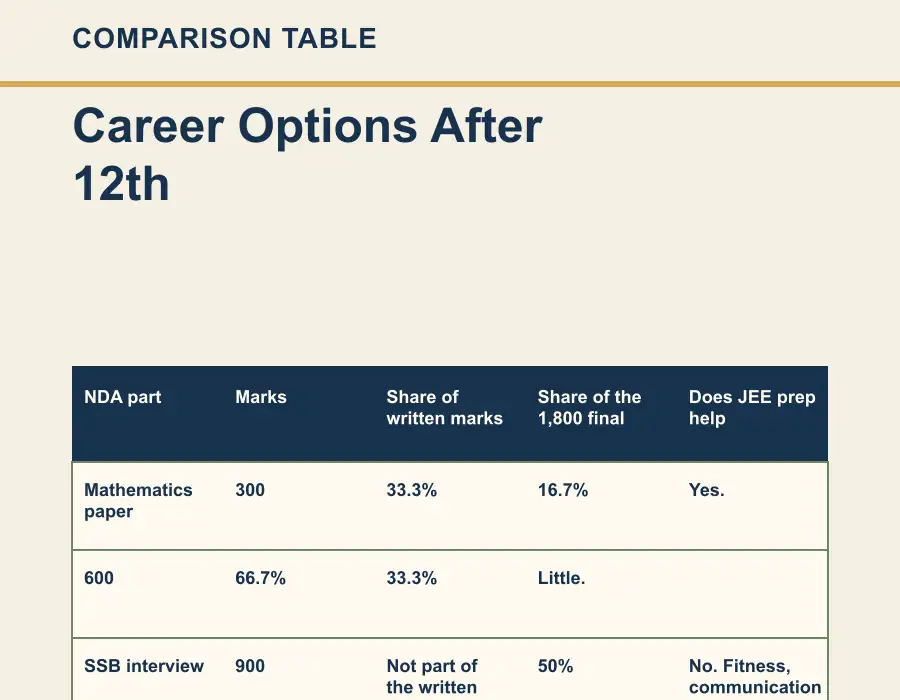 COMPARISON TABLE
Career Options After
12th
NDA part Marks Share of Share of the Does JEE prep
written marks 1,800 final help
Mathematics 300 33.3% 16.7% Yes.
paper
600 66.7% 33.3% Little.
SSB interview 900 Not part of 50% No. Fitness,
the written communication